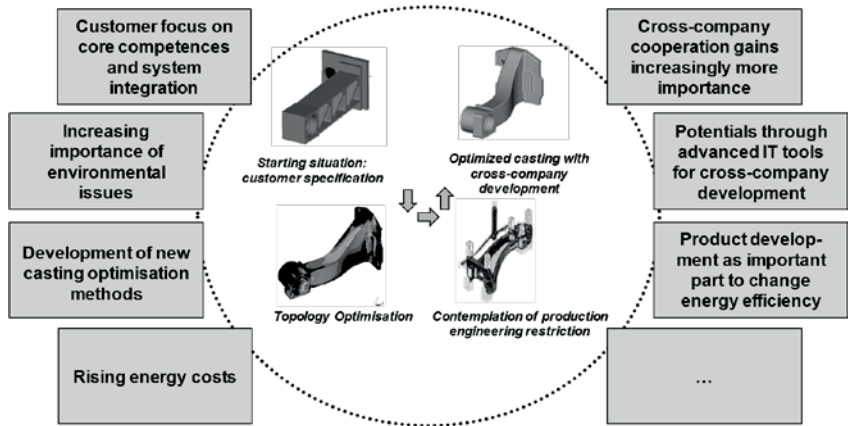 Customer focus on
core competences
and system
integration
Increasing
importance of
environmental
issues
Development of new
casting optimisation
methods
Rising energy costs
Starting situation:
customer specification
Optimized casting with
cross-company
development
Topology Optimisation
Contemplation of production
engineering restriction
Cross-company
cooperation gains
increasingly more
importance
Potentials through
advanced IT tools
for cross-company
development
Product develop-
ment as important
part to change
energy efficiency
...